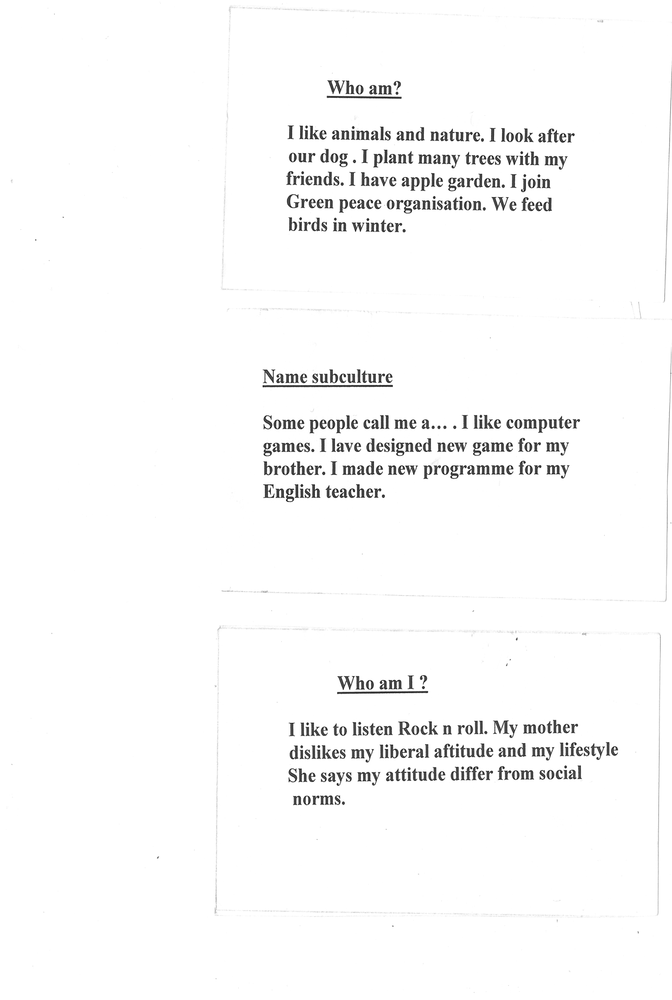 Who am?
I like animals and nature. I look after
our dog . I plant many trees with my
friends. I have apple garden. I join
Green peace organisation. We feed
birds in winter.
Name subculture
Some people call me a... . I like computer
games. I lave designed new game for my
brother. I made new programme for my
English teacher.
Who am I ?
I like to listen Rock n roll. My mother
dislikes my liberal aftitude and my lifestyle
She says my attitude differ from social
norms.